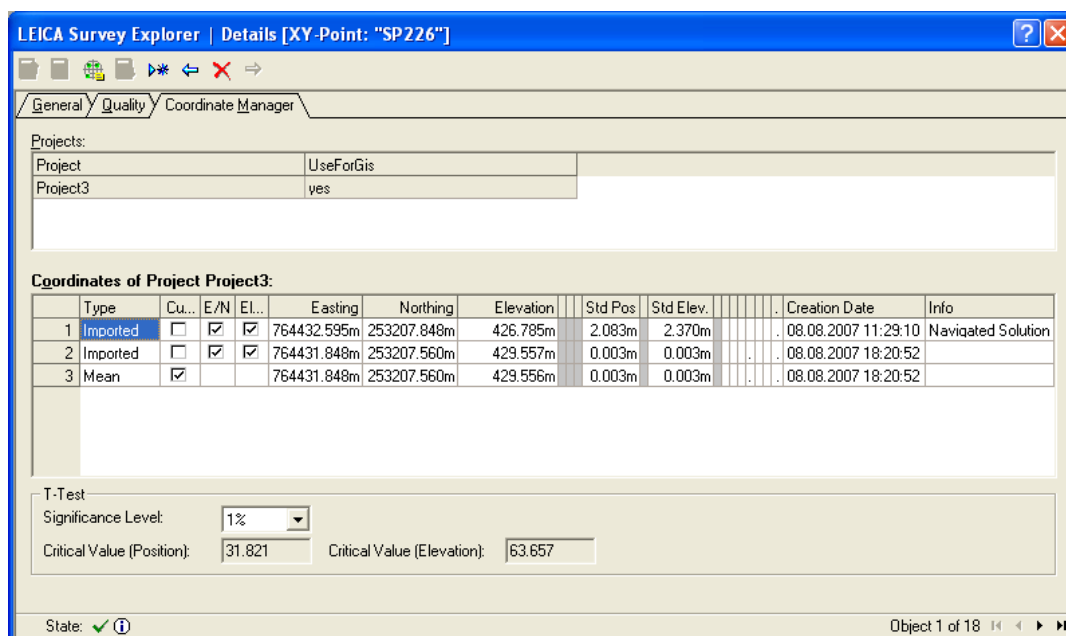 LEICA Survey Explorer | Details [XY-Point: "SP226"]
General Quality Coordinate Manager
Projects:
Project UseForGis
Project3 yes
Coordinates of Project Project3:
Type Cu... E/N El... Easting Northing Elevation Std Pos Std Elev. . Creation Date Info
1 Imported 764432.595m 253207.848m 426.785m 2.083m 2.370m . 08.08.2007 11:29:10 Navigated Solution
2 Imported 764431.848m 253207.560m 429.557m 0.003m 0.003m . . 08.08.2007 18:20:52
3 Mean 764431.848m 253207.560m 429.556m 0.003m 0.003m . . 08.08.2007 18:20:52
T-Test
Significance Level: 1%
Critical Value (Position): 31.821 Critical Value (Elevation): 63.657
State: Object 1 of 18